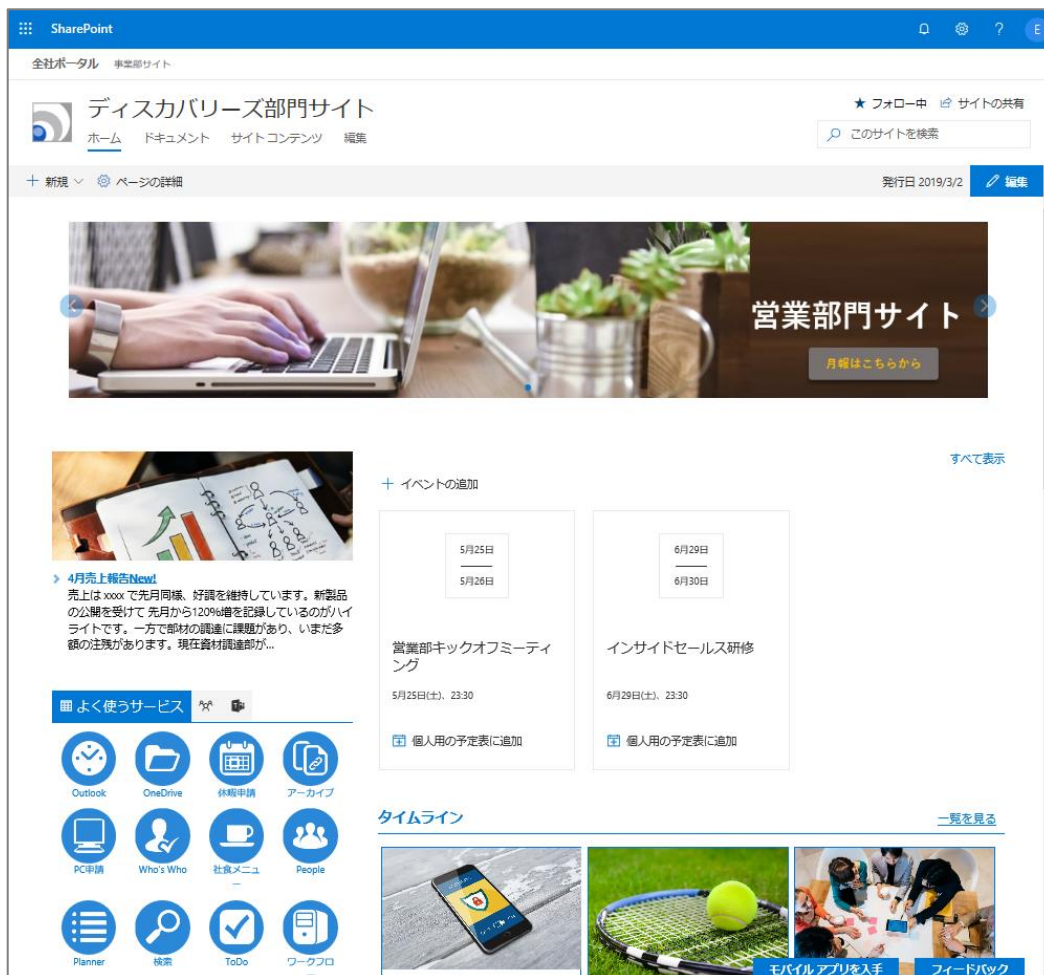 SharePoint
?
E
全社ポータル 事業部サイト
ディスカバリーズ部門サイト
ホーム ドキュメント サイト コンテンツ 編集
★ フォロー中 サイトの共有
このサイトを検索
＋ 新規 ページの詳細
発行日 2019/3/2 編集
営業部門サイト
月報はこちらから
すべて表示
＋ イベントの追加
5月25日
5月26日
営業部キックオフミーティ
ング
5月25日(土)、23:30
個人用の予定表に追加
6月29日
6月30日
インサイドセールス研修
6月29日(土)、23:30
個人用の予定表に追加
4月売上報告New!
売上は xxxx で先月同様、好調を維持しています。新製品
の公開を受けて 先月から120%増を記録しているのがハイ
ライトです。一方で部材の調達に課題があり、いまだ多
額の注残があります。現在資材調達部が...
よく使うサービス
Outlook OneDrive 休暇申請 アーカイブ
PC申請 Who's Who 社食メニュ
ー
People
Planner 検索 ToDo ワークフロ
タイムライン 一覧を見る
モバイル アプリを入手 フィードバック